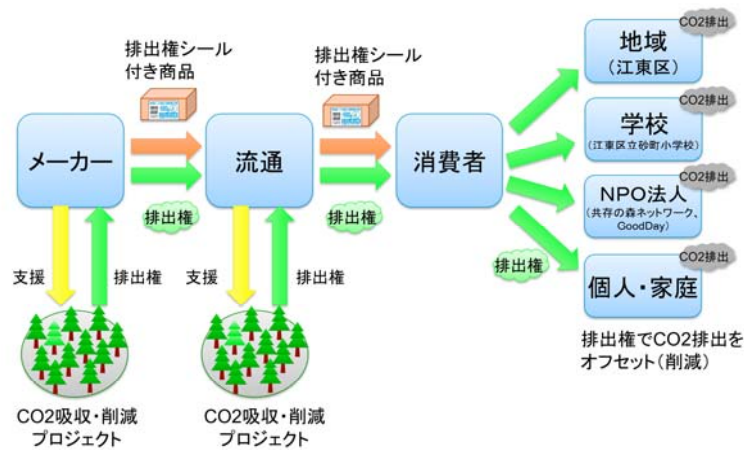 排出権シール
付き商品
排出権シール
付き商品
メーカー
流通
消費者
排出権
排出権
排出権
支援
排出権
支援
排出権
CO2吸収・削減
プロジェクト
CO2吸収・削減
プロジェクト
CO2排出
地域
(江東区)
CO2排出
学校
(江東区立砂町小学校)
CO2排出
NPO法人
(共存の森ネットワーク、
GoodDay)
CO2排出
個人・家庭
排出権でCO2排出を
オフセット(削減)